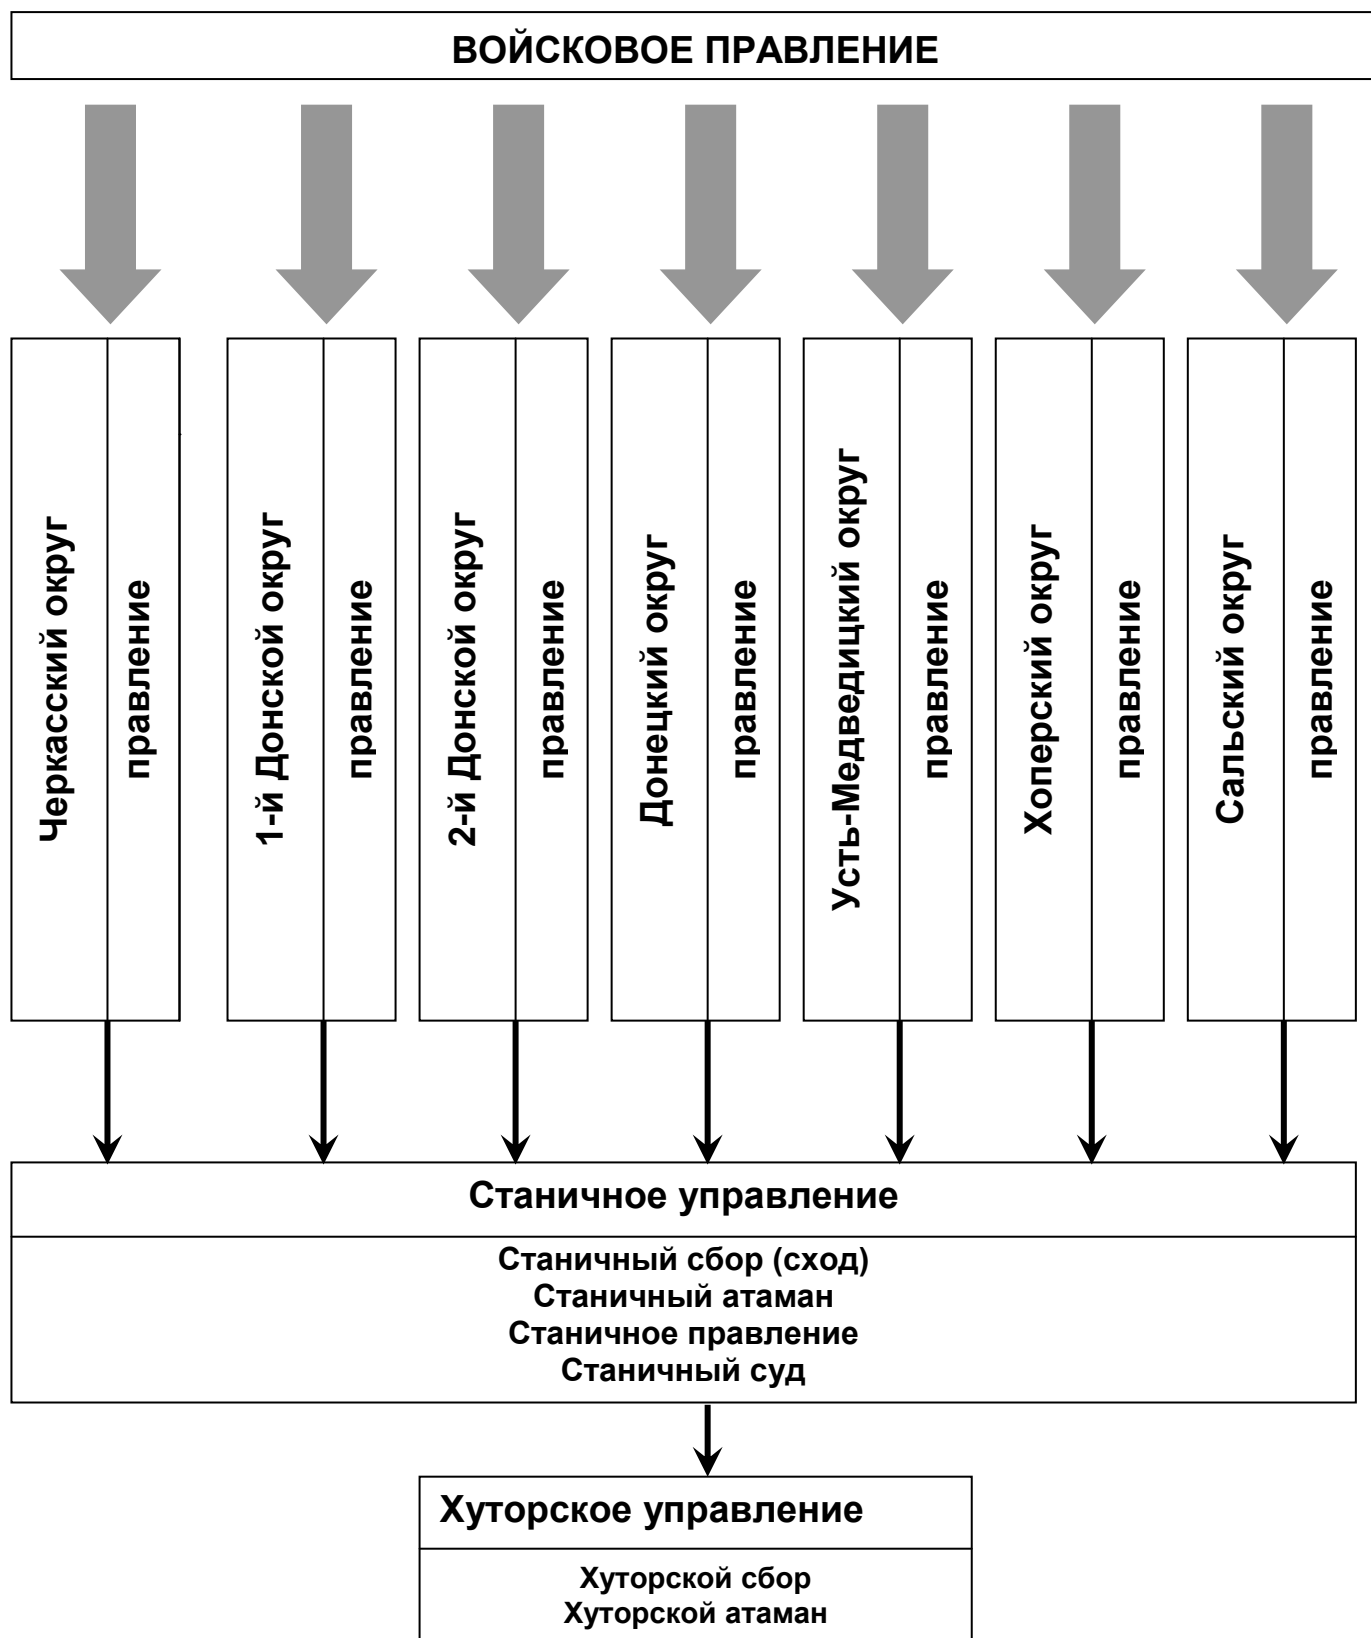 ВОЙСКОВОЕ ПРАВЛЕНИЕ
Черкасский округ
правление
1-й Донской округ
правление
2-й Донской округ
правление
Донецкий округ
правление
Усть-Медведицкий округ
правление
Хоперский округ
правление
Сальский округ
правление
Станичное управление
Станичный сбор (сход)
Станичный атаман
Станичное правление
Станичный суд
Хуторское управление
Хуторской сбор
Хуторской атаман